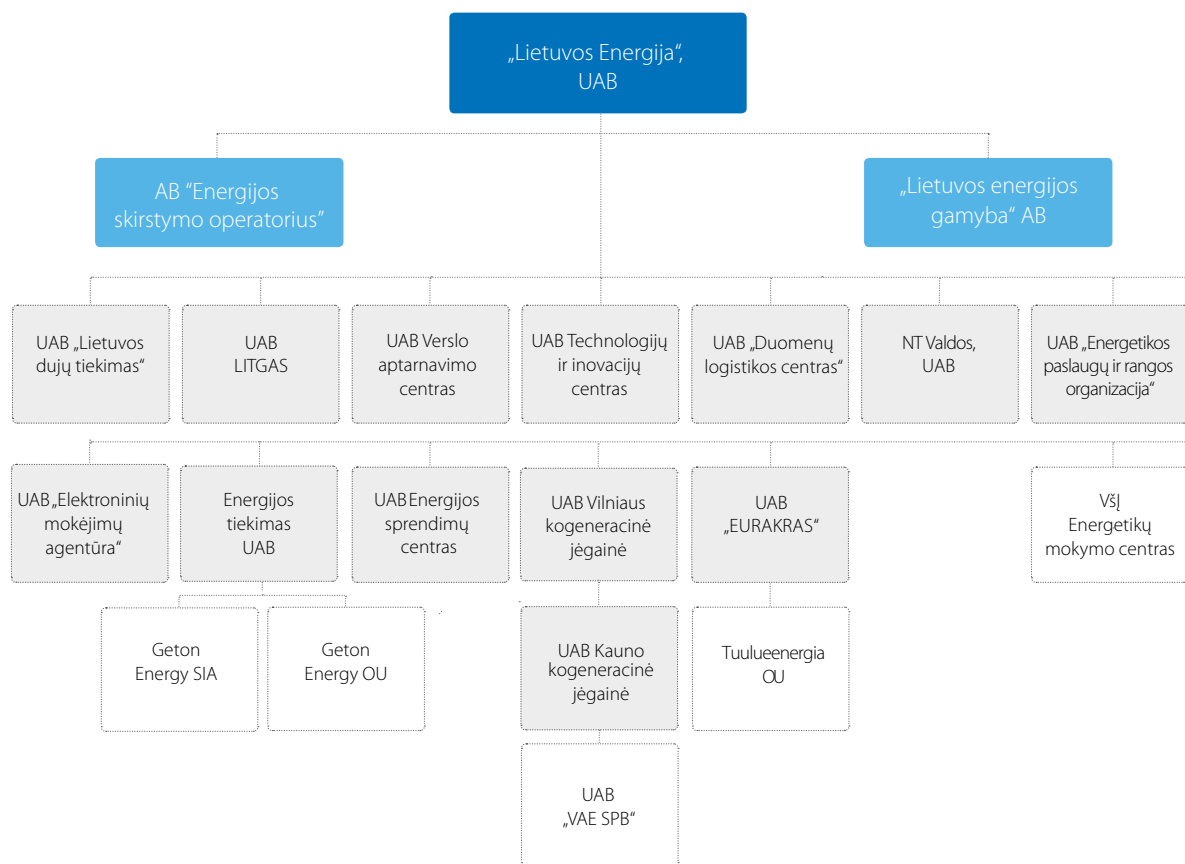 „Lietuvos Energija“,
UAB
AB “Energijos
skirstymo operatorius”
„Lietuvos energijos
gamyba“ AB
UAB „Lietuvos
dujų tiekimas“
UAB
LITGAS
UAB Verslo
aptarnavimo
centras
UAB Technologijų
ir inovacijų
centras
UAB „Duomenų
logistikos centras“
NT Valdos,
UAB
UAB „Energetikos
paslaugų ir rangos
organizacija“
UAB „Elektroninių
mokėjimų
agentūra“
Energijos
tiekimas
UAB
UAB Energijos
sprendimų
centras
UAB Vilniaus
kogeneracinė
jėgainė
UAB
„EURAKRAS“
VšĮ
Energetikų
mokymo centras
Geton
Energy SIA
Geton
Energy OU
UAB Kauno
kogeneracinė
jėgainė
Tuulueenergia
OU
UAB
„VAE SPB“